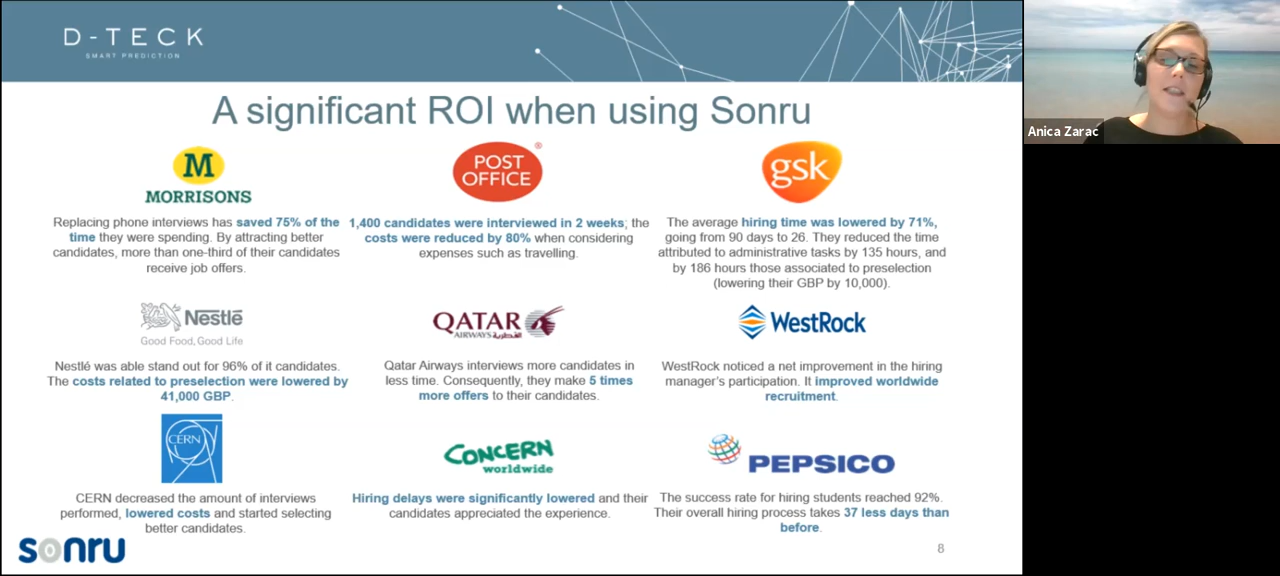 D-TECK
SMART PREDICTION
A significant ROI when using Sonru
M
MORRISONS
Replacing phone interviews has saved 75% of the
time they were spending. By attracting better
candidates, more than one-third of their candidates
receive job offers.
POST
OFFICE
®
1,400 candidates were interviewed in 2 weeks; the
costs were reduced by 80% when considering
expenses such as travelling.
gsk
The average hiring time was lowered by 71%,
going from 90 days to 26. They reduced the time
attributed to administrative tasks by 135 hours, and
by 186 hours those associated to preselection
(lowering their GBP by 10,000).
Nestlé
Good Food, Good Life
Nestlé was able stand out for 96% of it candidates.
The costs related to preselection were lowered by
41,000 GBP.
QATAR
AIRWAYS القطرية
Qatar Airways interviews more candidates in
less time. Consequently, they make 5 times
more offers to their candidates.
WestRock
WestRock noticed a net improvement in the hiring
manager's participation. It improved worldwide
recruitment.
CERN
CERN decreased the amount of interviews
performed, lowered costs and started selecting
better candidates.
CONCERN
worldwide
Hiring delays were significantly lowered and their
candidates appreciated the experience.
PEPSICO
The success rate for hiring students reached 92%.
Their overall hiring process takes 37 less days than
before.
sonru
8
Anica Zarac